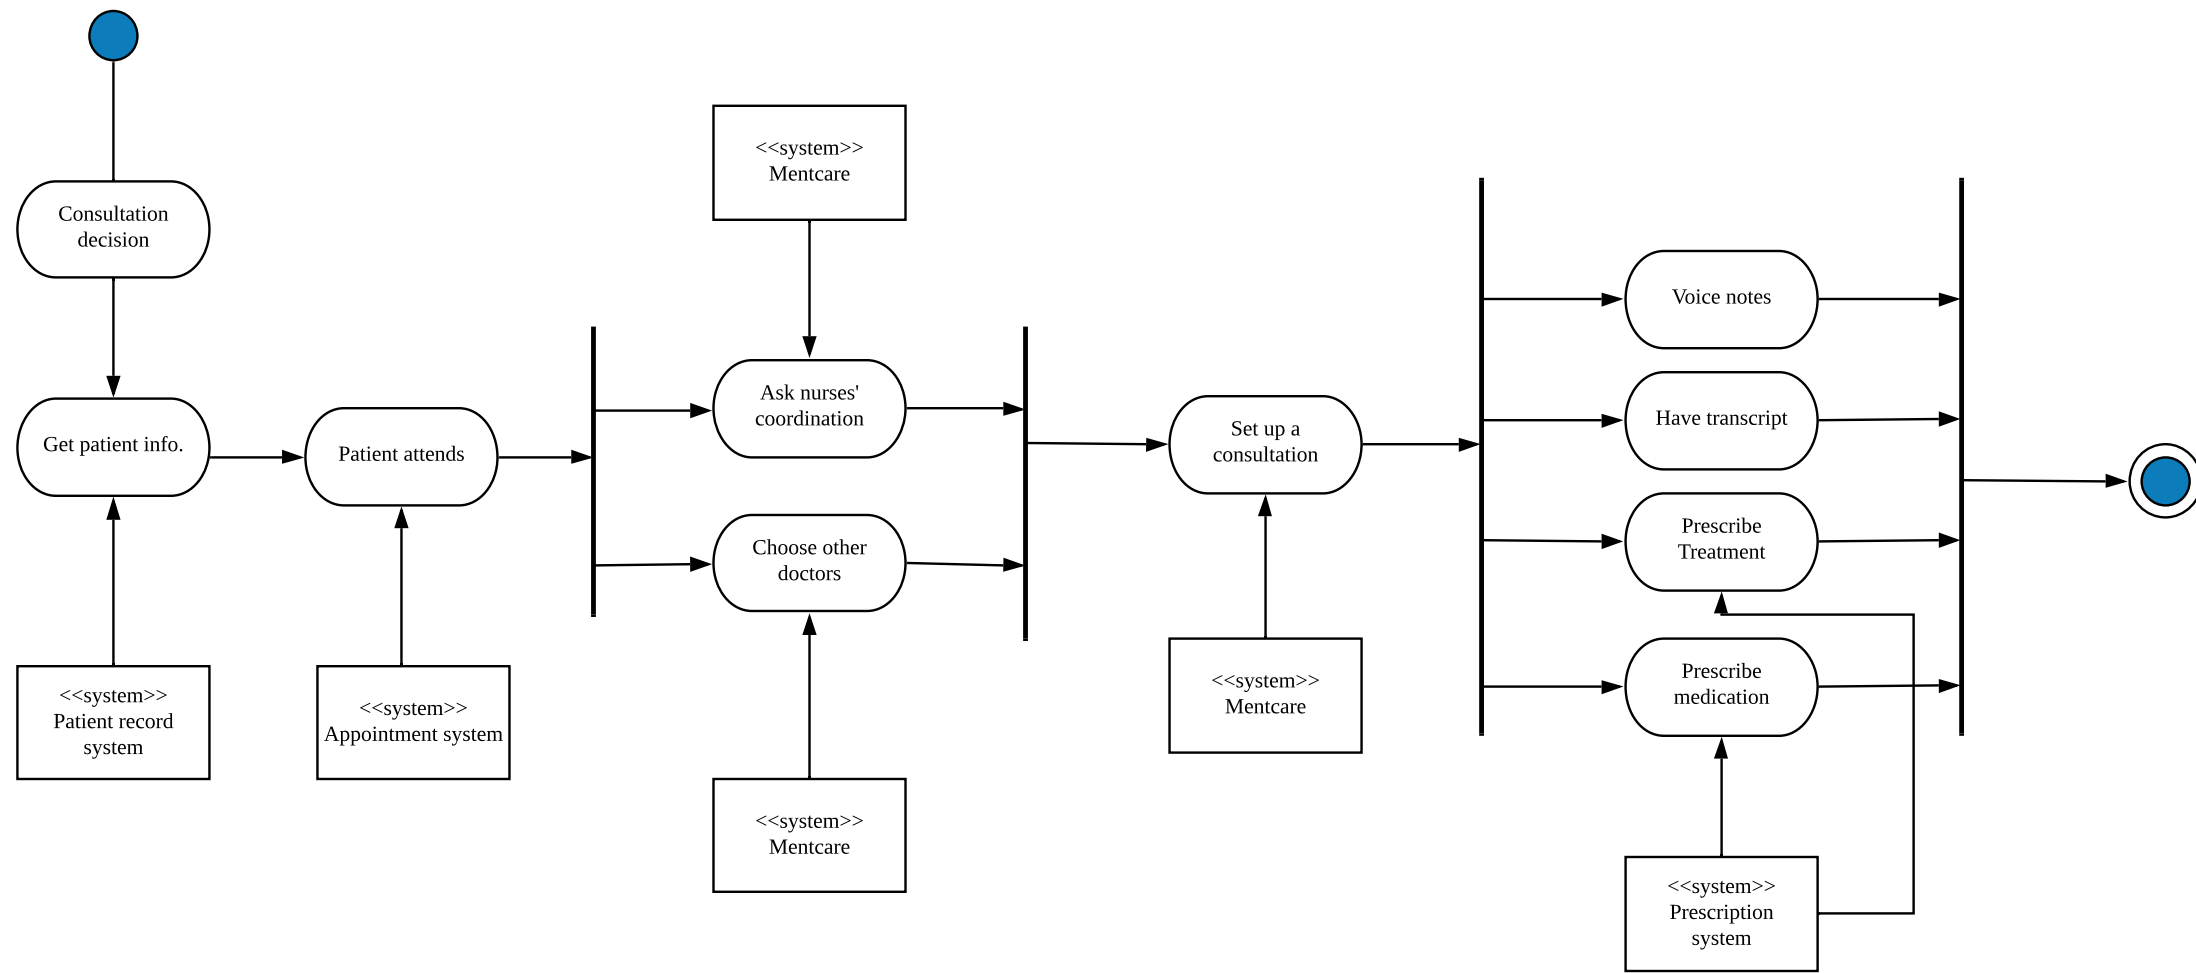 Consultation
decision
Get patient info.
<<system>>
Patient record
system
Patient attends
<<system>>
Appointment system
<<system>>
Mentcare
Ask nurses'
coordination
Choose other
doctors
<<system>>
Mentcare
Set up a
consultation
<<system>>
Mentcare
Voice notes
Have transcript
Prescribe
Treatment
Prescribe
medication
<<system>>
Prescription
system